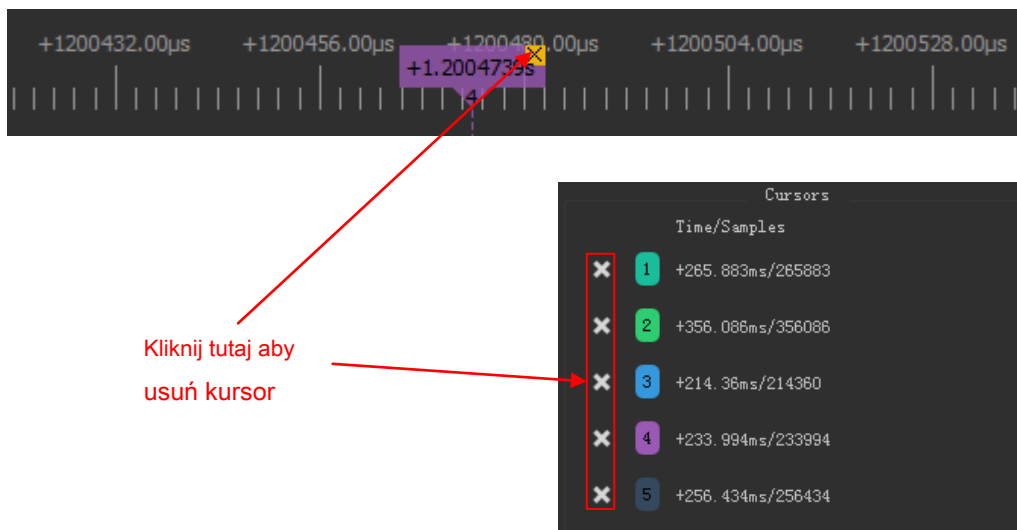 +1200432.00µs +1200456.00µs +1200480.00µs +1200504.00µs +1200528.00µs
+1.2004739s
4
Cursors
Time/Samples
1 +265.883ms/265883
2 +356.086ms/356086
Kliknij tutaj aby
usuń kursor
3 +214.36ms/214360
4 +233.994ms/233994
5 +256.434ms/256434